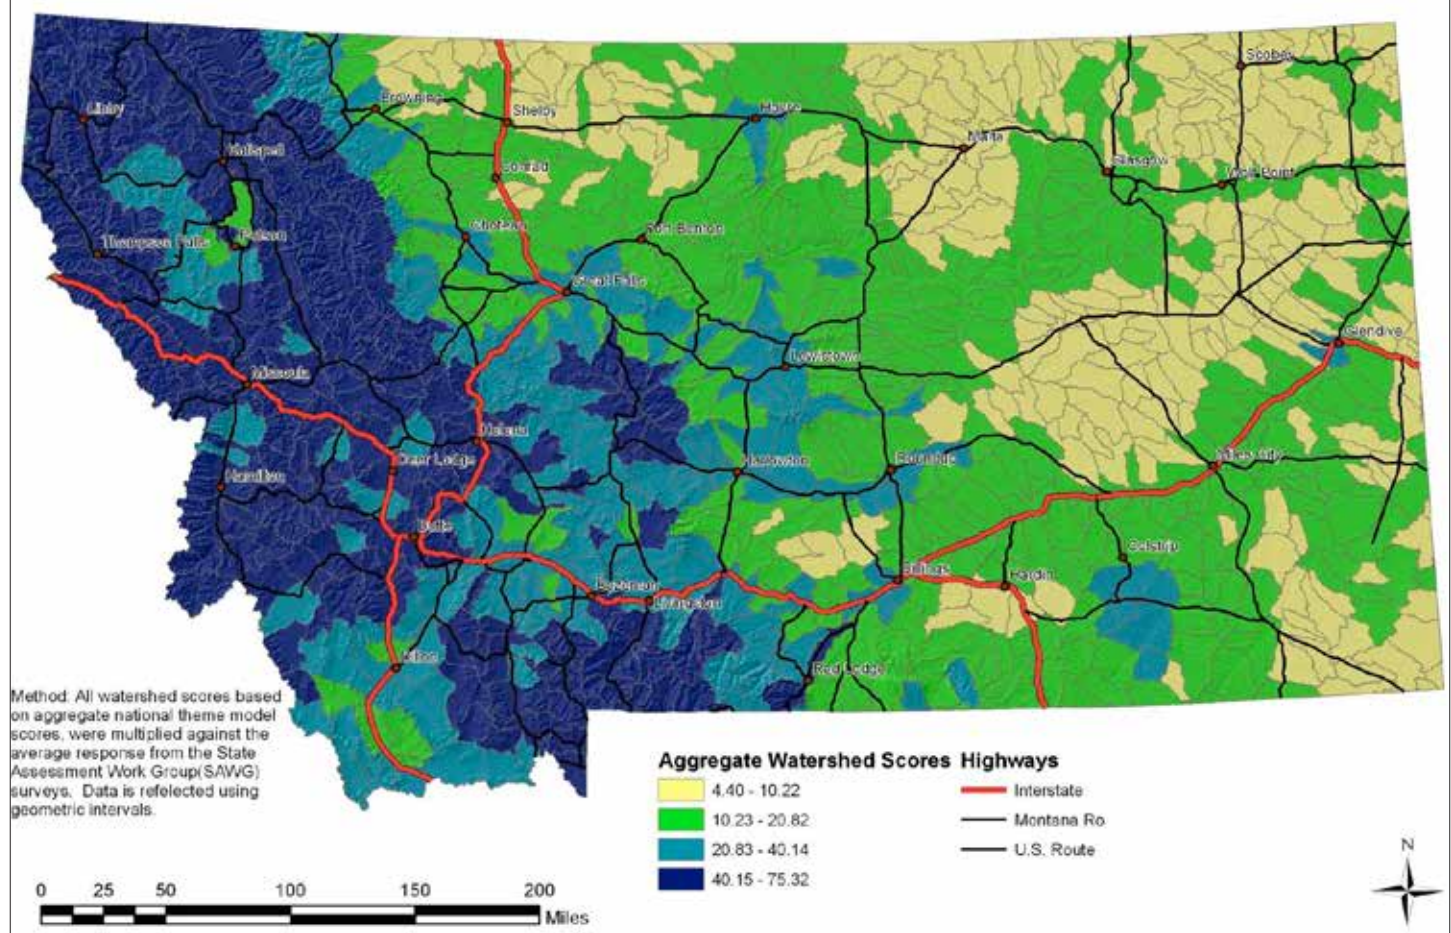 Scobey
Browning
Havre
Libby
Shelby
Kalispell
Malta
Conrad
Glasgow
Wolf Point
Choteau
Fort Benton
Thompson Falls
Polson
Great Falls
Glendive
Lewistown
Missoula
Helena
Deer Lodge
Harlowton
Roundup
Miles City
Hamilton
Butte
Colstrip
Billings
Hardin
Bozeman
Livingston
Dillon
Red Lodge
Method: All watershed scores based
on aggregate national theme model
scores, were multiplied against the
average response from the State
Assessment Work Group(SAWG)
surveys. Data is refelected using
geometric intervals.
Aggregate Watershed Scores
4.40 - 10.22
10.23 - 20.82
20.83 - 40.14
40.15 - 75.32
Highways
Interstate
Montana Ro
U.S. Route
N
0 25 50 100 150 200
Miles